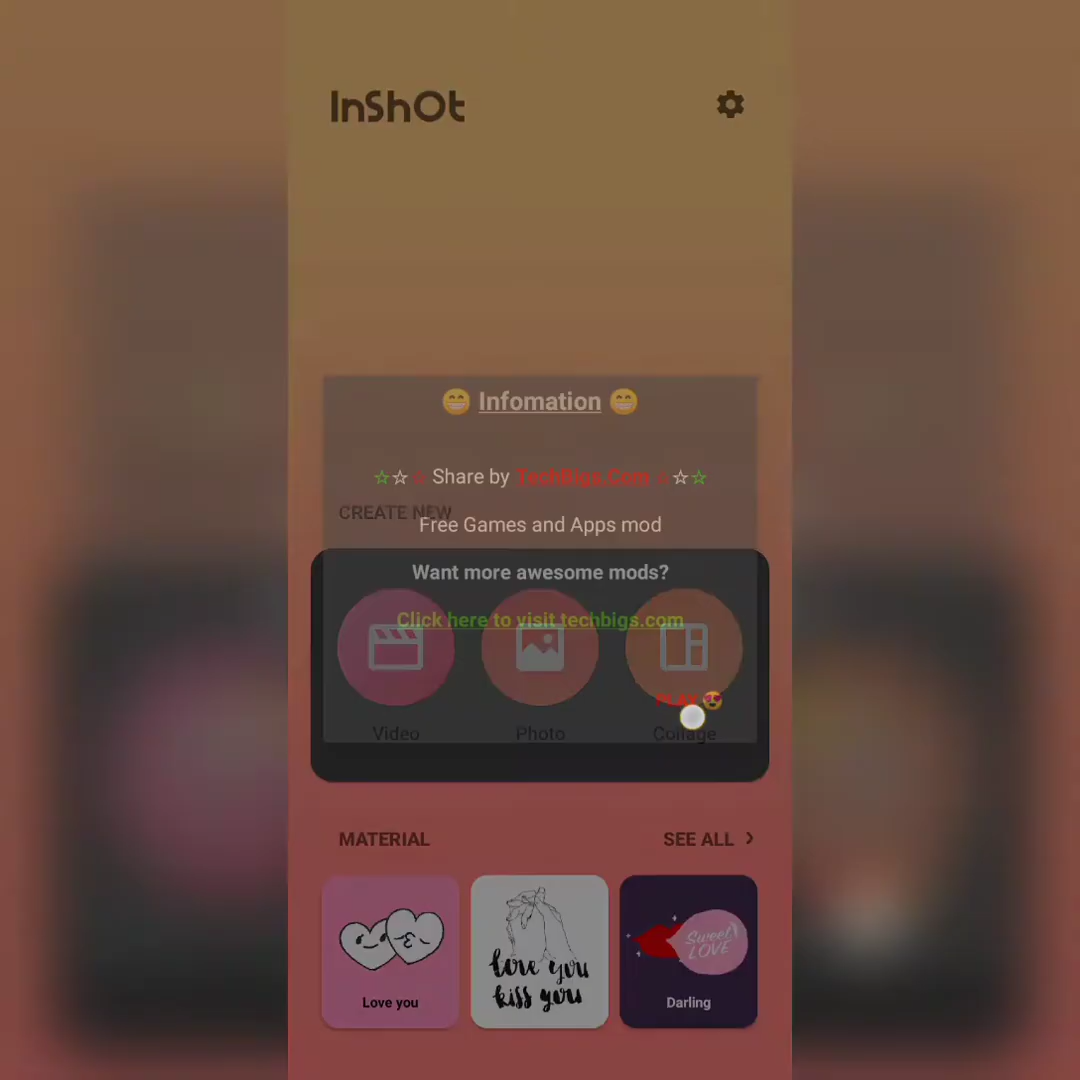 InShOt
😁 Infomation 😁
☆☆☆ Share by TechBigs.Com ☆☆☆
CREATE NEW
Free Games and Apps mod
Want more awesome mods?
Click here to visit techbigs.com
PLAY 😍
Video Photo Collage
MATERIAL SEE ALL >
Sweet
LOVE
love you
kiss you
Love you Darling